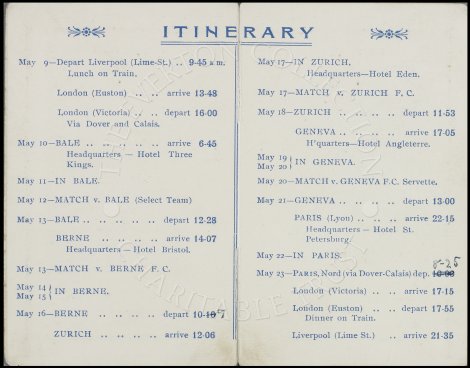 ITINERARY
May 9—Depart Liverpool (Lime-St.) .. 9-45 a.m.
Lunch on Train.
London (Euston) .. .. arrive 13-48
London (Victoria) .. depart 16-00
Via Dover and Calais.
May 10—BALE .. .. .. .. arrive 6-45
Headquarters — Hotel Three
Kings.
May 11—IN BALE.
May 12—MATCH v. BALE (Select Team)
May 13—BALE .. .. .. .. depart 12-28
BERNE .. .. .. .. arrive 14-07
Headquarters—Hotel Bristol.
May 13—MATCH v. BERNE F. C.
May 14
May 15
} IN BERNE.
May 16—BERNE .. .. .. depart 10-10
ZURICH .. .. .. arrive 12-06
May 17—IN ZURICH.
Headquarters—Hotel Eden.
May 17—MATCH v. ZURICH F. C.
May 18—ZURICH .. .. .. depart 11-53
GENEVA .. .. .. .. arrive 17-05
H'quarters—Hotel Angleterre.
May 19
May 20
} IN GENEVA.
May 20—MATCH v. GENEVA F.C. Servette.
May 21—GENEVA .. .. .. depart 13-00
PARIS (Lyon) .. .. arrive 22-15
Headquarters — Hotel St.
Petersburg.
May 22—IN PARIS.
8-25
May 23—PARIS, Nord (via Dover-Calais) dep. 10-00
London (Victoria) .. arrive 17-15
London (Euston) .. depart 17-55
Dinner on Train.
Liverpool (Lime St.) .. arrive 21-35
EVERTON CO
CHARITABLE